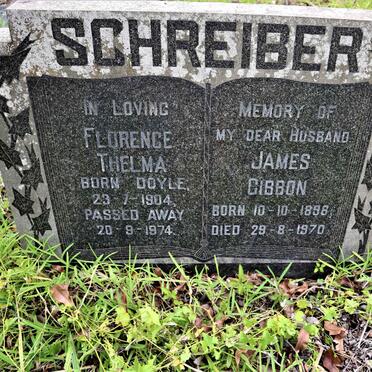 SCHREIBER
IN LOVING
FLORENCE
THELMA
BORN DOYLE,
23-7-1904,
PASSED AWAY
20-9-1974.
MEMORY OF
MY DEAR HUSBAND
JAMES
GIBBON
BORN 10-10-1898,
DIED 29-8-1970.